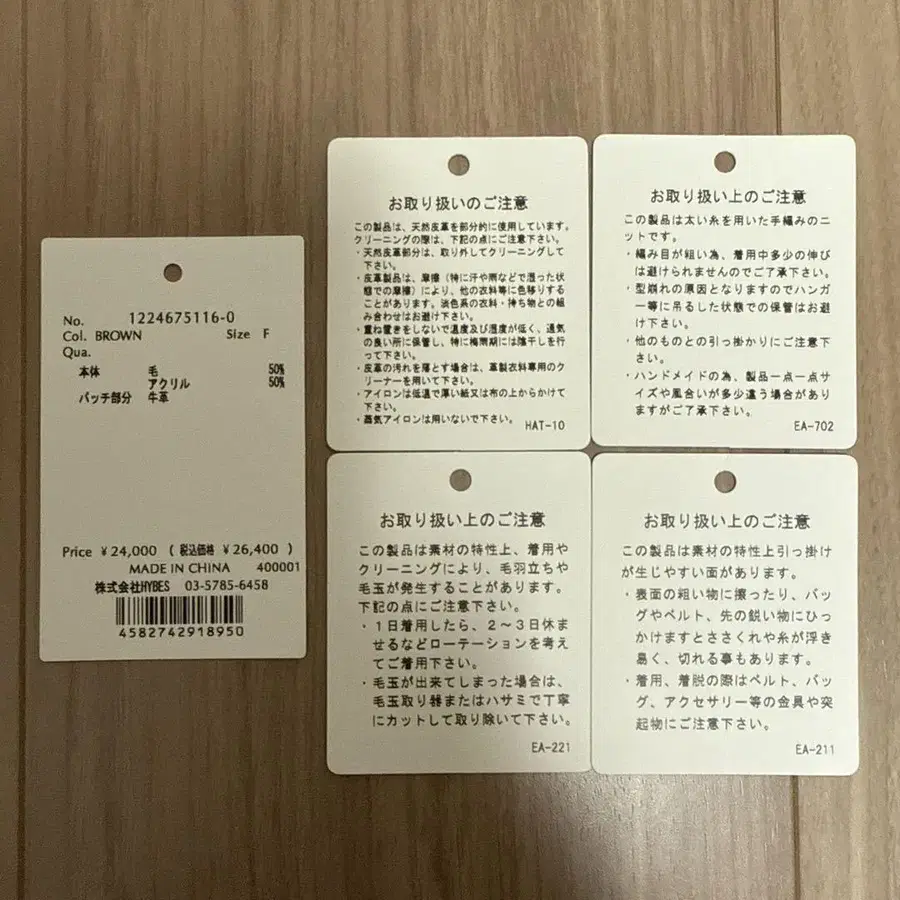 No. 1224675116-0
Col. BROWN Size F
Qua.
本体 毛 50%
アクリル 50%
パッチ部分 牛革
Price ￥24,000 ( 税込価格 ￥26,400 )
MADE IN CHINA 400001
株式会社HYBES 03-5785-6458
4582742918950
お取り扱いのご注意
この製品は、天然皮革を部分的に使用しています。
クリーニングの際は、下記の点にご注意下さい。
・天然皮革部分は、取り外してクリーニングして
下さい。
・皮革製品は、摩擦（特に汗や雨などで湿った状
態での摩擦）により、他の衣料等に色移りする
ことがあります。淡色系の衣料・持ち物との組
み合わせはお避け下さい。
・重ね置きをしないで温度及び湿度が低く、通気
の良い所に保管し、特に梅雨期には陰干しを行
って下さい。
・皮革の汚れを落とす場合は、革製衣料専用のク
リーナーを用いて下さい。
・アイロンは低温で厚い紙又は布の上からかけて
下さい。
・蒸気アイロンは用いないで下さい。
HAT-10
お取り扱い上のご注意
この製品は太い糸を用いた手編みのニ
ットです。
・編み目が粗い為、着用中多少の伸び
は避けられませんのでご了承下さい。
・型崩れの原因となりますのでハンガ
ー等に吊るした状態での保管はお避
け下さい。
・他のものとの引っ掛かりにご注意下
さい。
・ハンドメイドの為、製品一点一点サ
イズや風合いが多少違う場合があり
ますがご了承下さい。
EA-702
お取り扱い上のご注意
この製品は素材の特性上、着用や
クリーニングにより、毛羽立ちや
毛玉が発生することがあります。
下記の点にご注意下さい。
・１日着用したら、２～３日休ま
せるなどローテーションを考え
てご着用下さい。
・毛玉が出来てしまった場合は、
毛玉取り器またはハサミで丁寧
にカットして取り除いて下さい。
EA-221
お取り扱い上のご注意
この製品は素材の特性上引っ掛け
が生じやすい面があります。
・表面の粗い物に擦ったり、バッ
グやベルト、先の鋭い物にひっ
かけますとささくれや糸が浮き
易く、切れる事もあります。
・着用、着脱の際はベルト、バッ
グ、アクセサリー等の金具や突
起物にご注意下さい。
EA-211